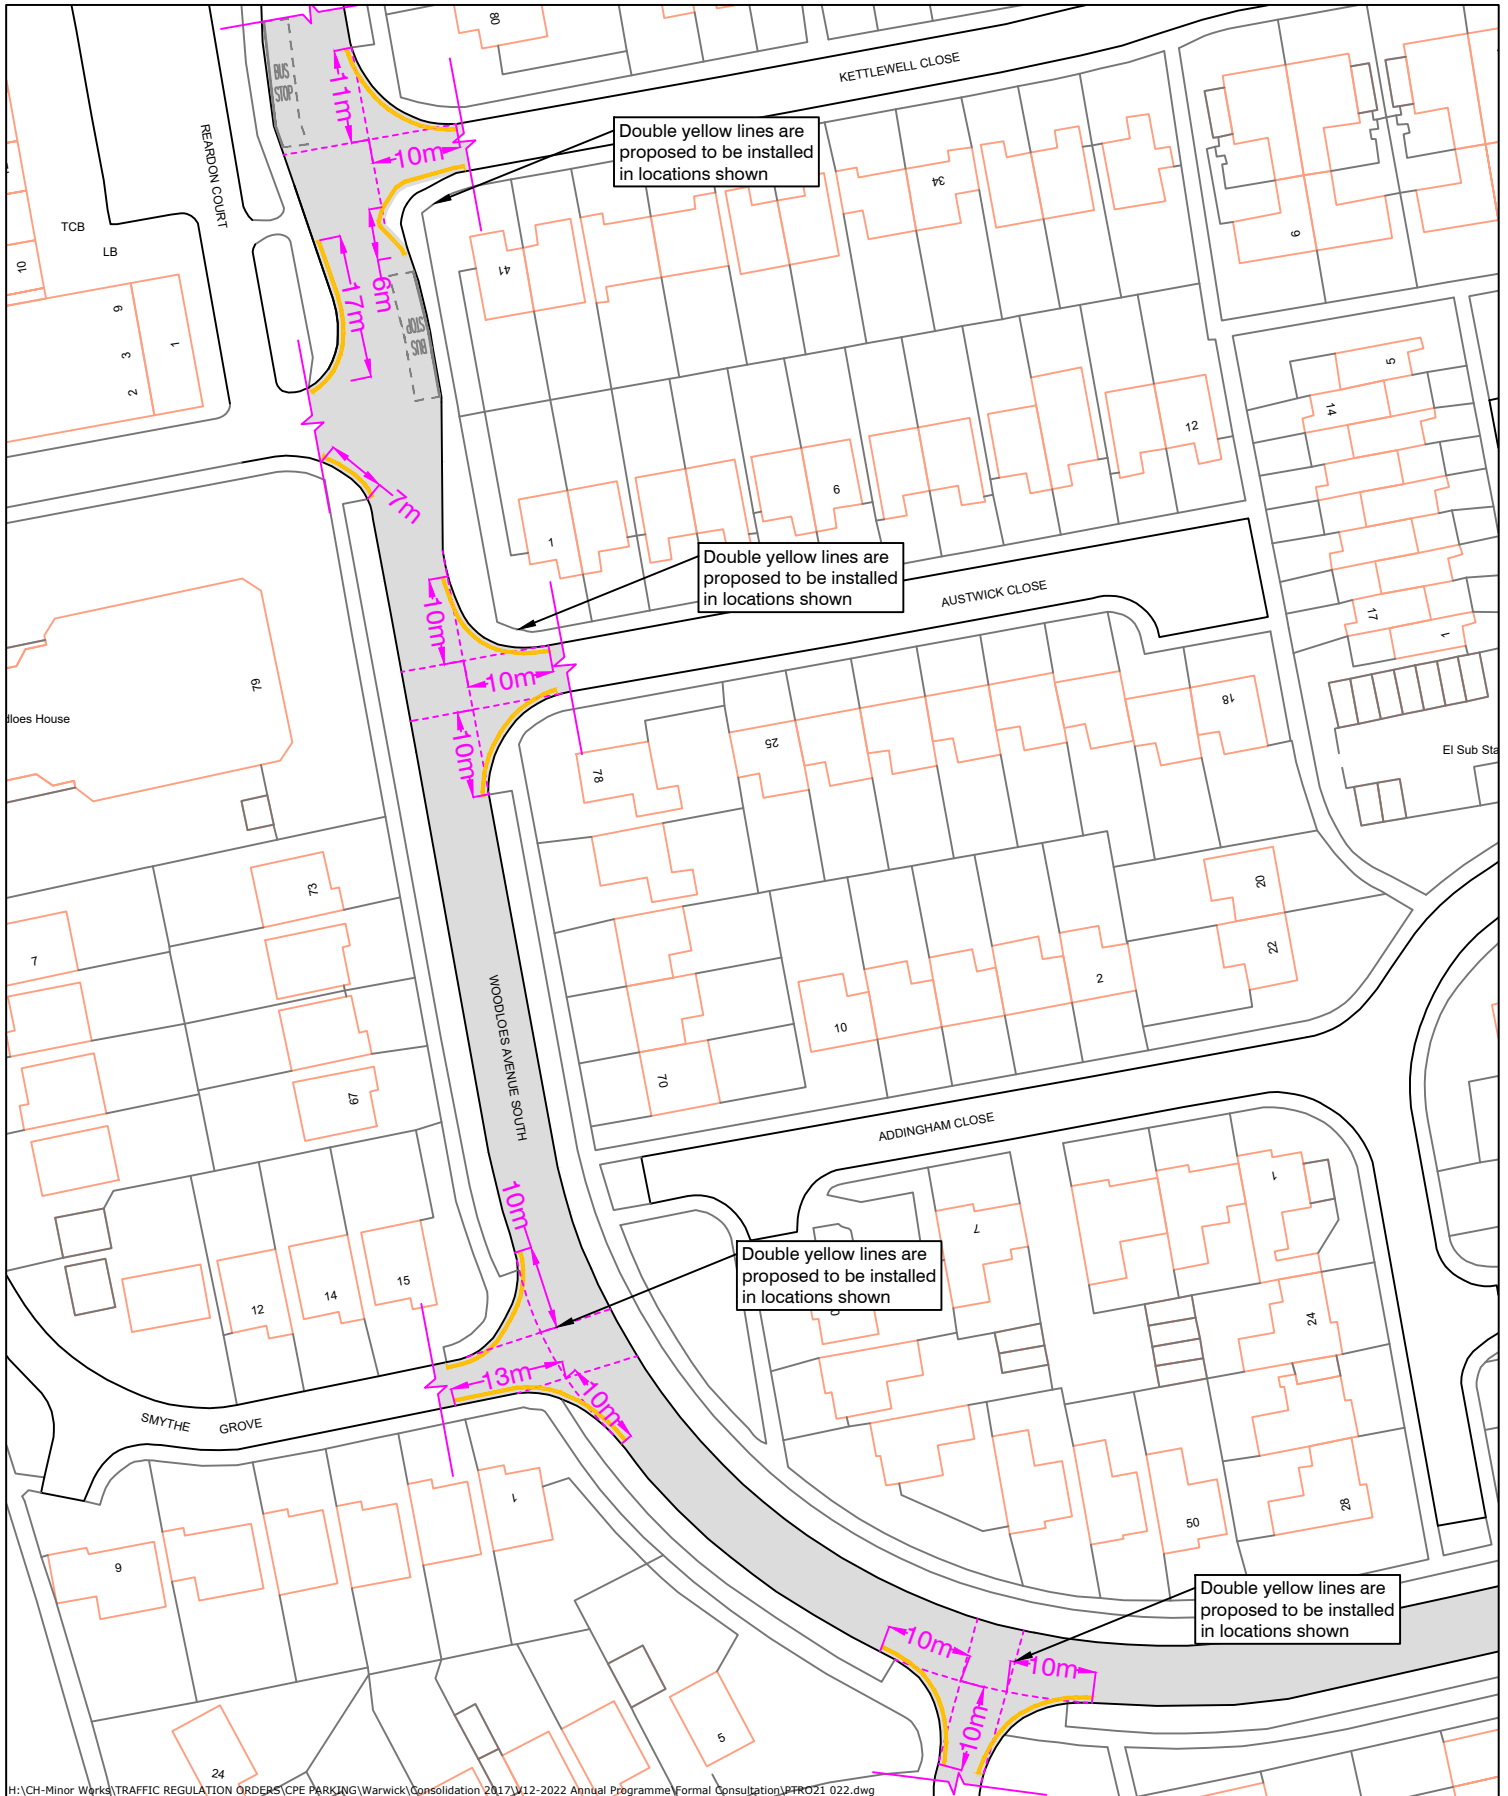 80
KETTLEWELL CLOSE
BUS
STOP
11m
10m
Double yellow lines are
proposed to be installed
in locations shown
REARDON COURT
TCB
LB
10
34
9
41
6m
17m
BUS
STOP
9
3
2
1
5
14
12
6
1
7m
Double yellow lines are
proposed to be installed
in locations shown
AUSTWICK CLOSE
17
1
10m
10m
10m
79
dloes House
18
25
78
El Sub Sta
73
20
22
7
2
10
WOODLOES AVENUE SOUTH
70
67
ADDINGHAM CLOSE
1
7
10m
Double yellow lines are
proposed to be installed
in locations shown
15
14
12
24
13m
10m
SMYTHE GROVE
1
9
28
50
Double yellow lines are
proposed to be installed
in locations shown
10m
10m
10m
5
24
H:\CH-Minor Works\TRAFFIC REGULATION ORDERS\CPE PARKING\Warwick\Consolidation 2017\V12-2022 Annual Programme Formal Consultation\PTRO21 022.dwg